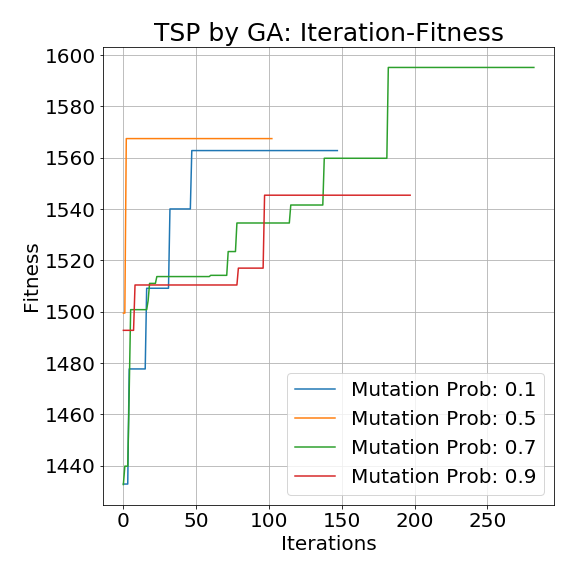 TSP by GA: Iteration-Fitness
1600
1580
1560
1540
1520
1500
1480
1460
1440
Fitness
Mutation Prob: 0.1
Mutation Prob: 0.5
Mutation Prob: 0.7
Mutation Prob: 0.9
0 50 100 150 200 250
Iterations